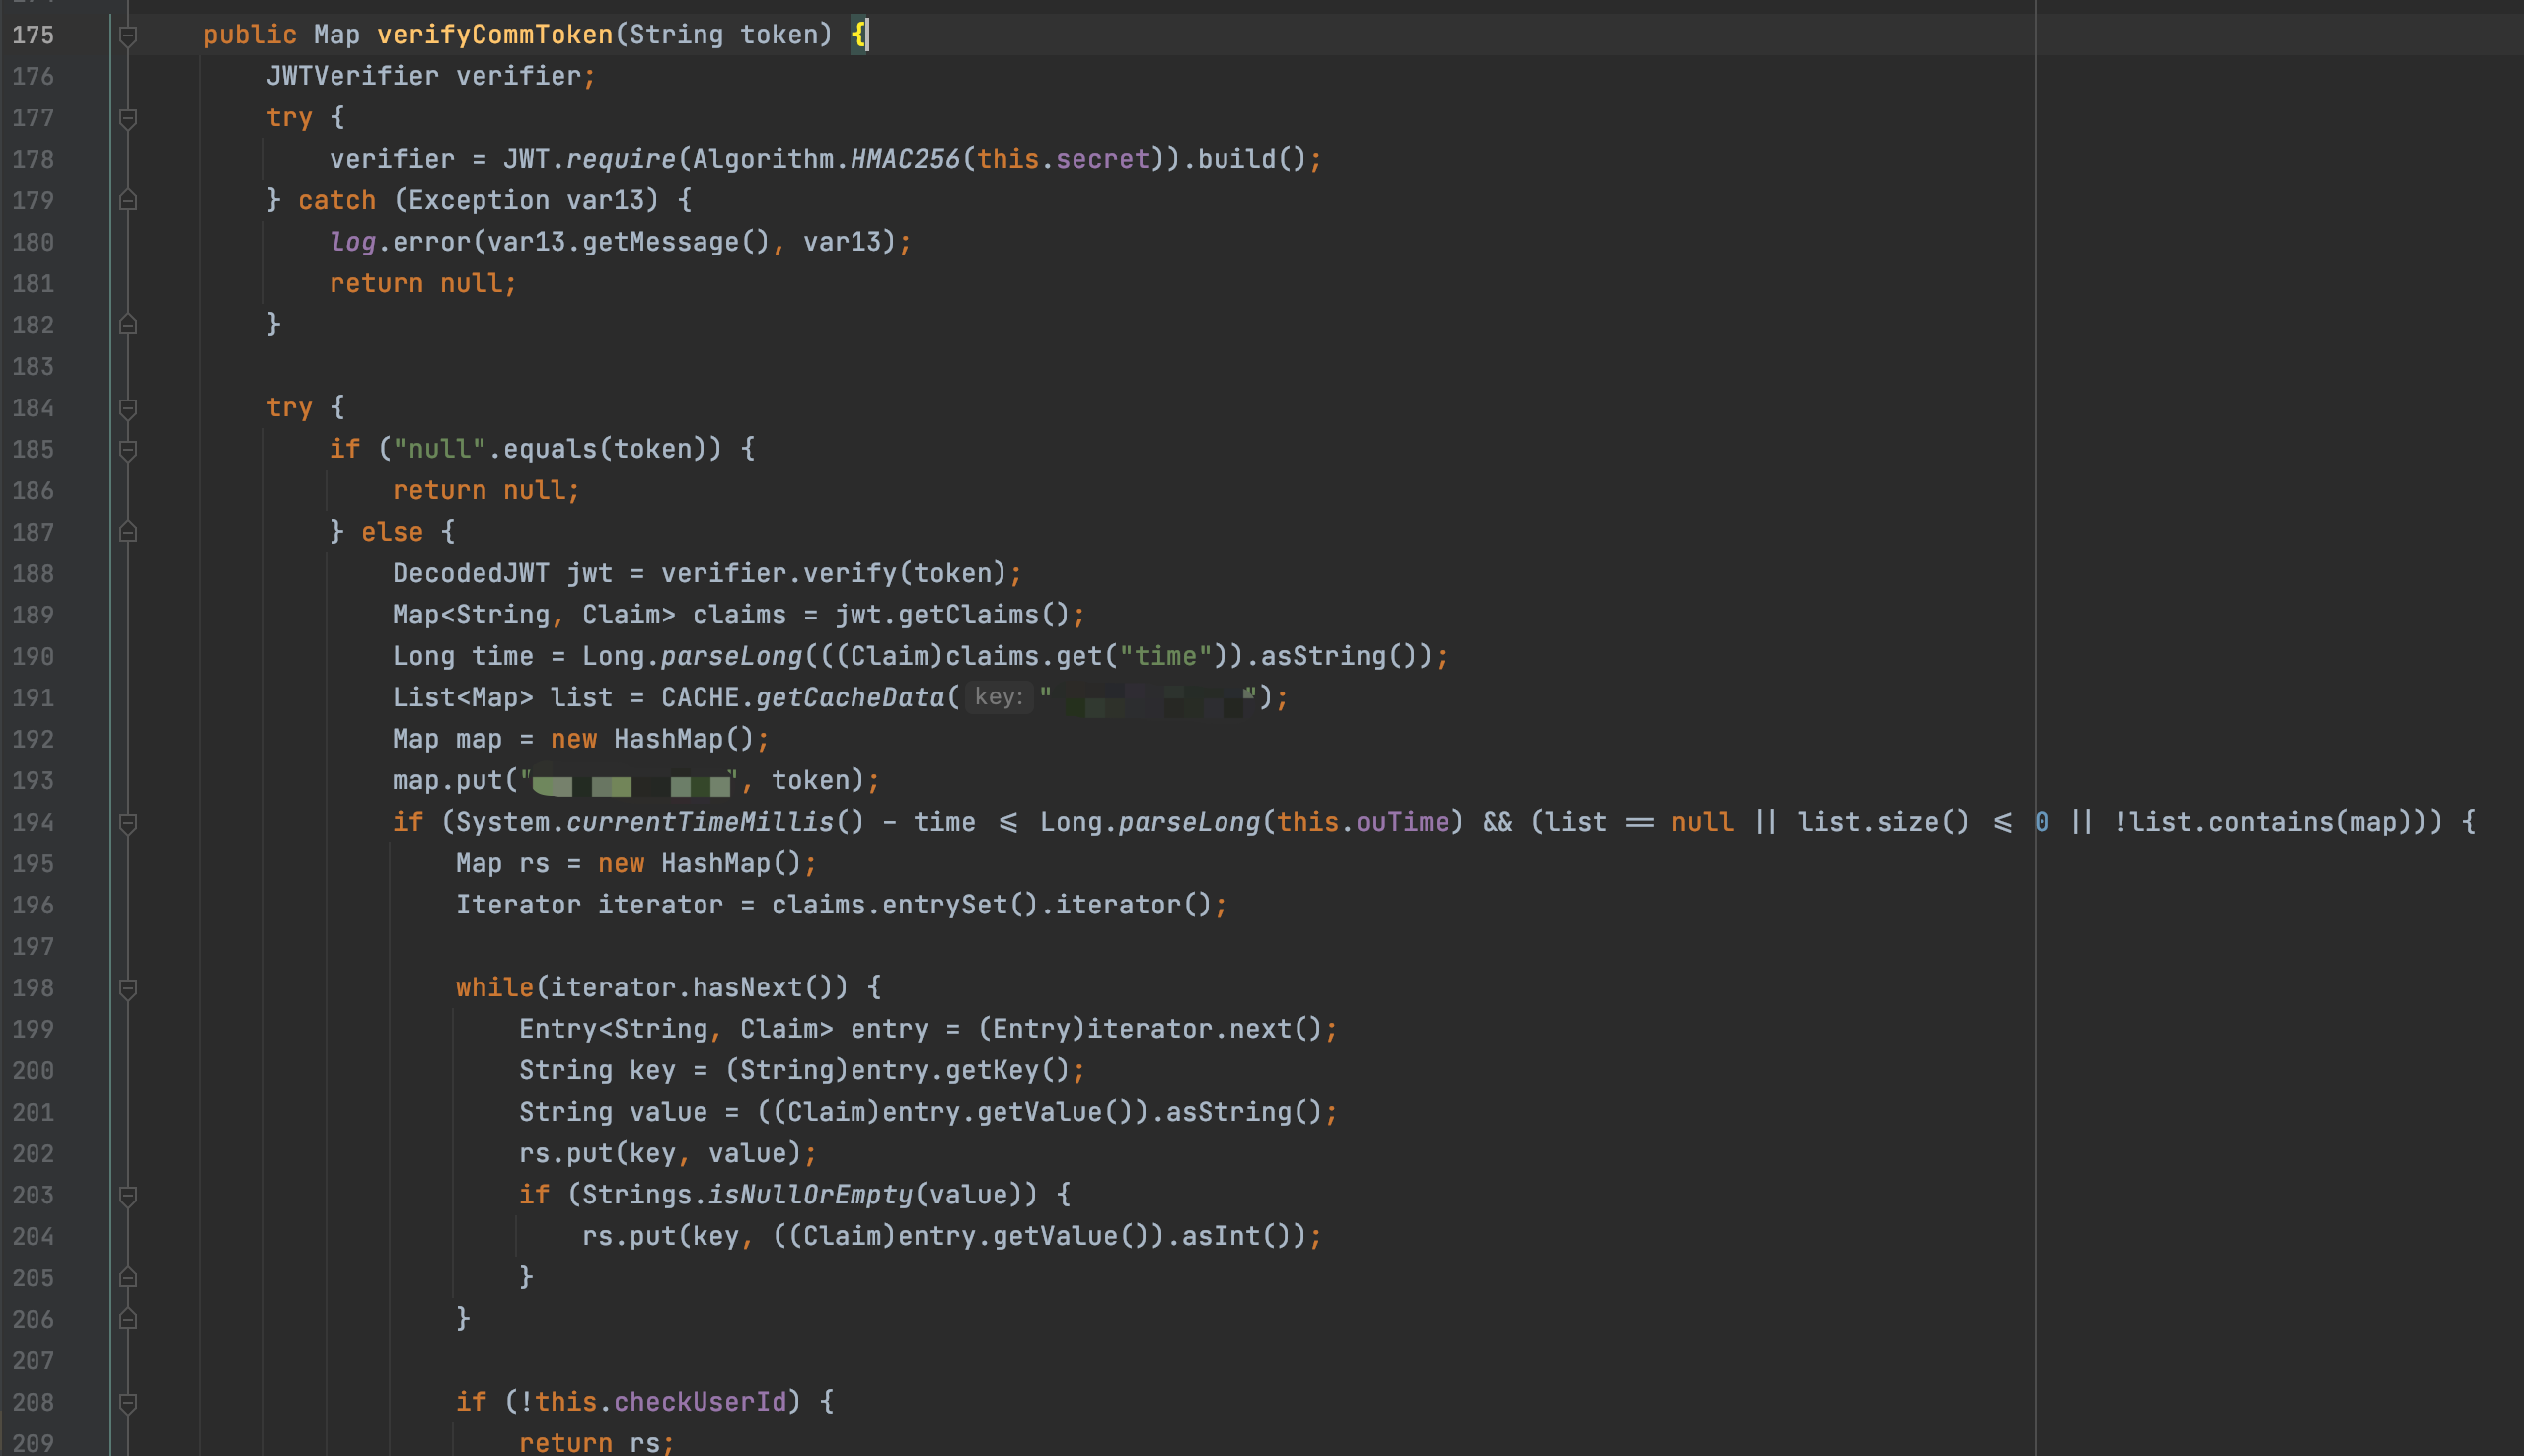 175 public Map verifyCommToken(String token) {
176 JWTVerifier verifier;
177 try {
178 verifier = JWT.require(Algorithm.HMAC256(this.secret)).build();
179 } catch (Exception var13) {
180 log.error(var13.getMessage(), var13);
181 return null;
182 }
183
184 try {
185 if ("null".equals(token)) {
186 return null;
187 } else {
188 DecodedJWT jwt = verifier.verify(token);
189 Map<String, Claim> claims = jwt.getClaims();
190 Long time = Long.parseLong(((Claim)claims.get("time")).asString());
191 List<Map> list = CACHE.getCacheData( key: " ");
192 Map map = new HashMap();
193 map.put(" ", token);
194 if (System.currentTimeMillis() - time <= Long.parseLong(this.ouTime) && (list == null || list.size() <= 0 || !list.contains(map))) {
195 Map rs = new HashMap();
196 Iterator iterator = claims.entrySet().iterator();
197
198 while(iterator.hasNext()) {
199 Entry<String, Claim> entry = (Entry)iterator.next();
200 String key = (String)entry.getKey();
201 String value = ((Claim)entry.getValue()).asString();
202 rs.put(key, value);
203 if (Strings.isNullOrEmpty(value)) {
204 rs.put(key, ((Claim)entry.getValue()).asInt());
205 }
206 }
207
208 if (!this.checkUserId) {
209 return rs;